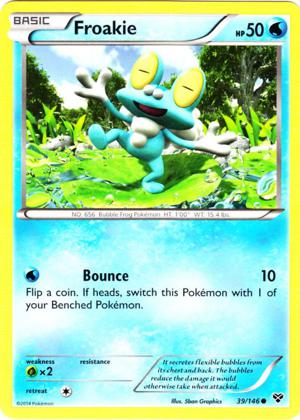 BASIC
Froakie HP 50
NO. 656 Bubble Frog Pokémon HT: 1'00" WT: 15.4 lbs.
Bounce 10
Flip a coin. If heads, switch this Pokémon with 1 of
your Benched Pokémon.
weakness resistance
×2
retreat
It secretes flexible bubbles from
its chest and back. The bubbles
reduce the damage it would
otherwise take when attacked.
©2014 Pokémon Illus. 5ban Graphics 39/146